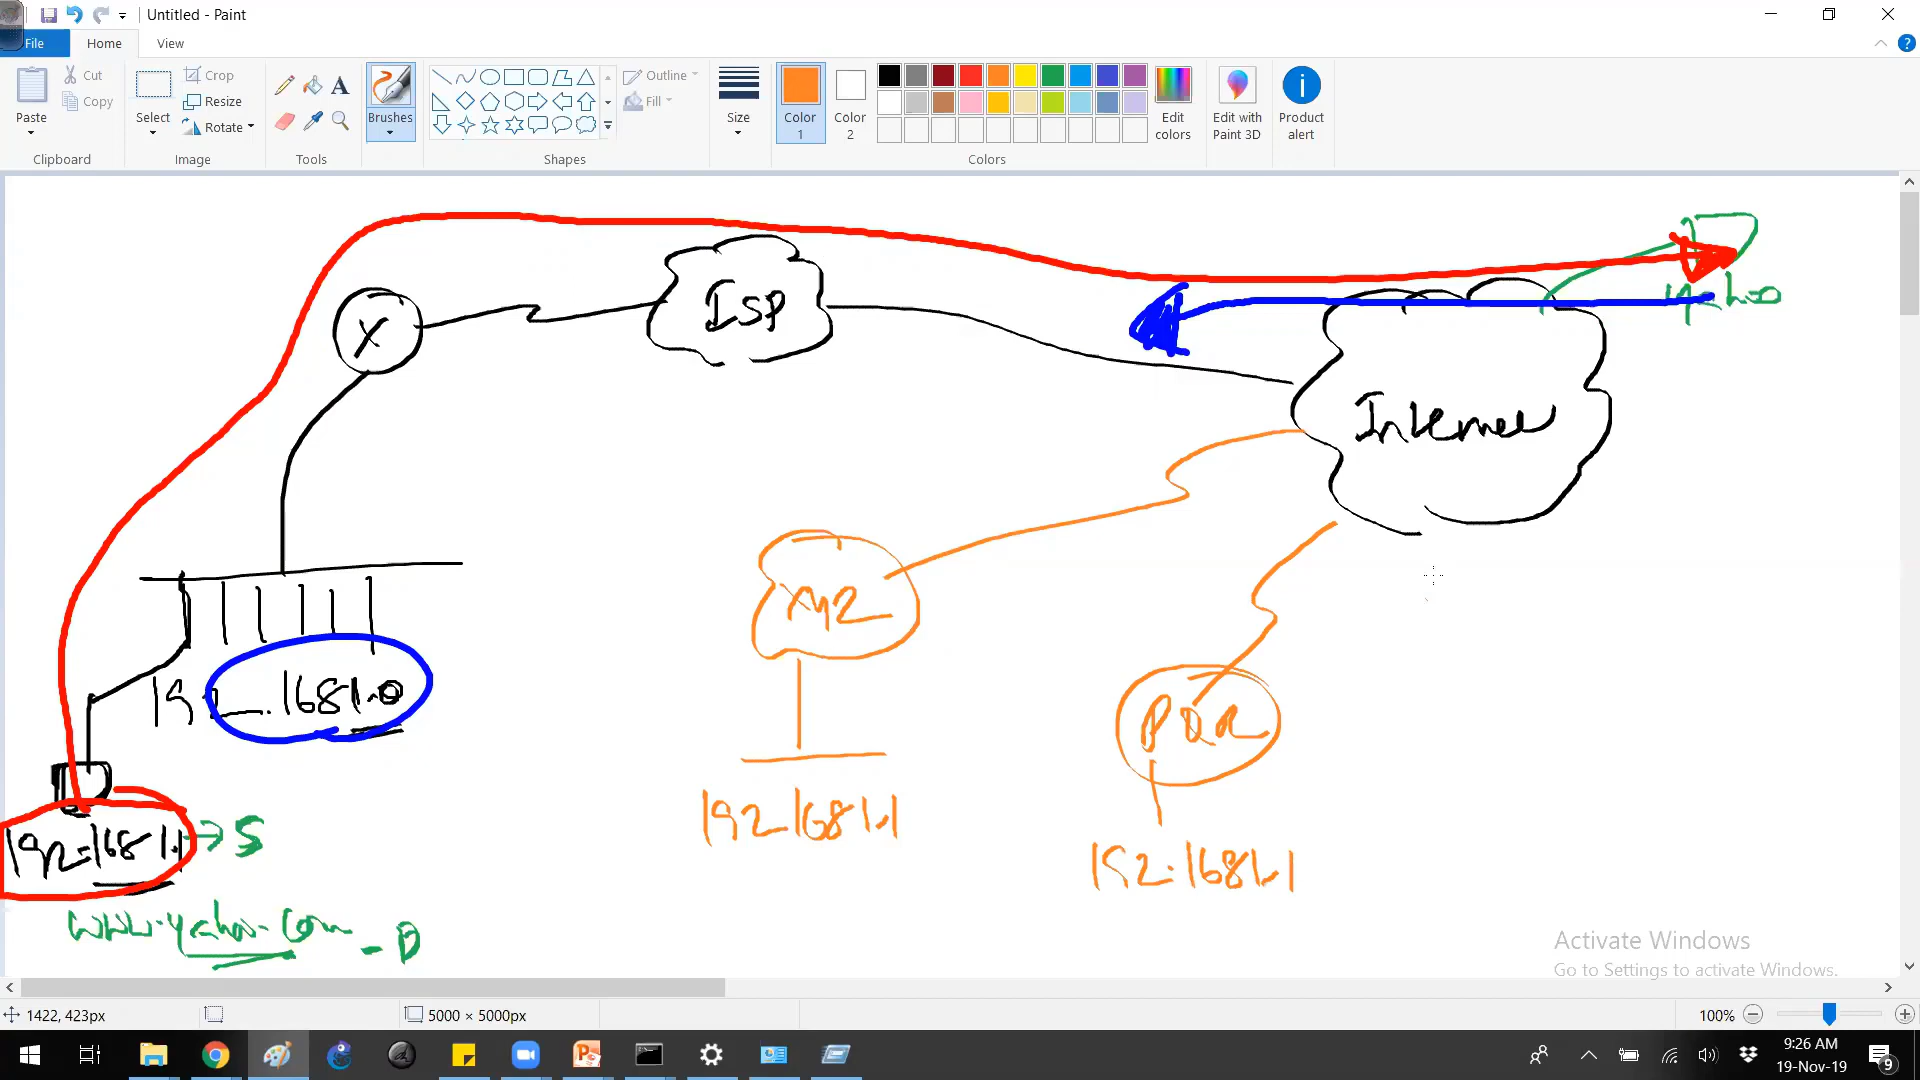 Untitled - Paint
File Home View
Paste
Cut
Copy
Clipboard
Select
Crop
Resize
Rotate
Image
Tools
Brushes
Shapes
Outline
Fill
Size
Color 1
Color 2
Edit colors
Colors
Edit with Paint 3D
Product alert
X
ISP
Internet
yahoo
192.168.1.0
192.168.1.1 → S
www.yahoo.com - D
xyz
192.168.1.1
PQR
192.168.1.1
Activate Windows
Go to Settings to activate Windows.
1422, 423px
5000 × 5000px
100%
9:26 AM
19-Nov-19
9